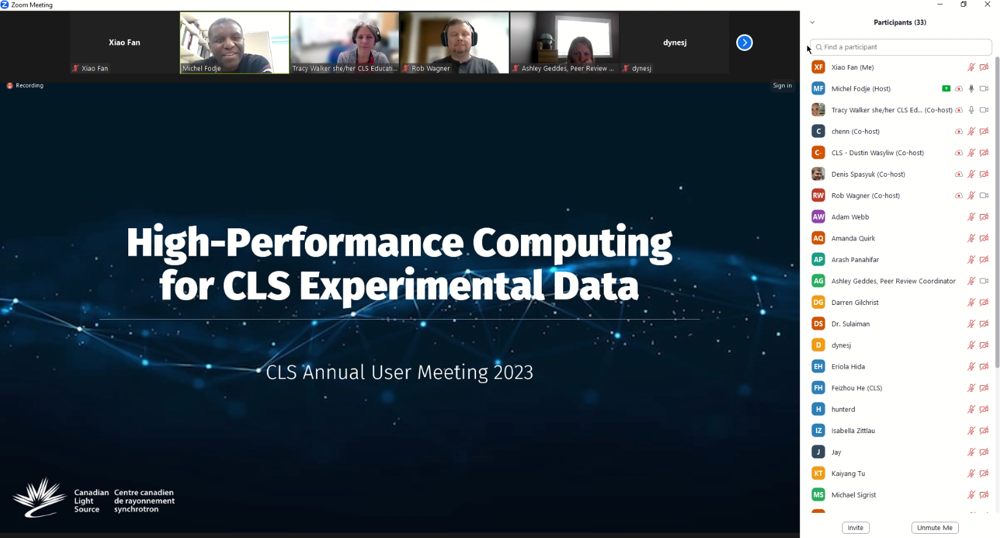 Zoom Meeting
Xiao Fan
dynesj
Xiao Fan
Michel Fodje
Tracy Walker she/her CLS Educati...
Rob Wagner
Ashley Geddes, Peer Review ...
dynesj
Recording
Sign in
High-Performance Computing
for CLS Experimental Data
CLS Annual User Meeting 2023
Canadian
Light
Source
Centre canadien
de rayonnement
synchrotron
Participants (33)
Find a participant
XF Xiao Fan (Me)
MF Michel Fodje (Host)
Tracy Walker she/her CLS Ed... (Co-host)
C chenn (Co-host)
C- CLS - Dustin Wasyliw (Co-host)
Denis Spasyuk (Co-host)
RW Rob Wagner (Co-host)
AW Adam Webb
AQ Amanda Quirk
AP Arash Panahifar
AG Ashley Geddes, Peer Review Coordinator
DG Darren Gilchrist
DS Dr. Sulaiman
D dynesj
EH Eriola Hida
FH Feizhou He (CLS)
H hunterd
IZ Isabella Zittlau
J Jay
KT Kaiyang Tu
MS Michael Sigrist
Invite
Unmute Me